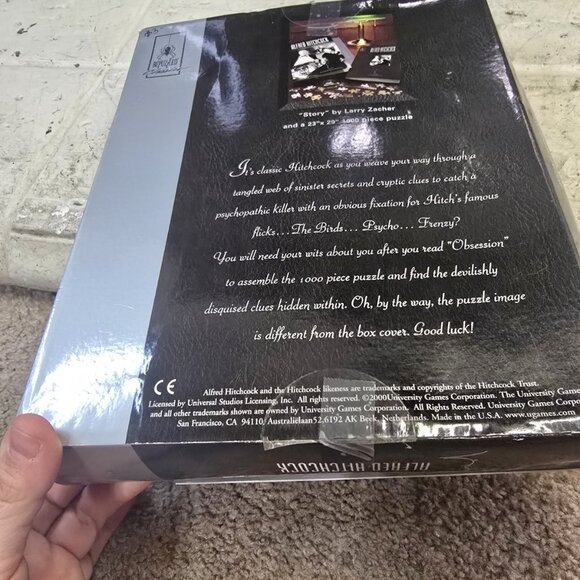 BEPUZZLED
ALFRED HITCHCOCK
ALFRED HITCHCOCK
"Story" by Larry Zacher
and a 23"x 29" 1000 piece puzzle
It's classic Hitchcock as you weave your way through a
tangled web of sinister secrets and cryptic clues to catch a
psychopathic killer with an obvious fixation for Hitch's famous
flicks...The Birds... Psycho... Frenzy?
You will need your wits about you after you read "Obsession"
to assemble the 1000 piece puzzle and find the devilishly
disguised clues hidden within. Oh, by the way, the puzzle image
is different from the box cover. Good luck!
CE
Alfred Hitchcock and the Hitchcock likeness are trademarks and copyrights of the Hitchcock Trust.
Licensed by Universal Studios Licensing, Inc. All rights reserved. ©2000University Games Corporation. All Rights Reserved. University Games
and all other trademarks shown are owned by University Games Corporation, University Games Corpo
San Francisco, CA 94110, Australielaan52,6192 AK Beek, Netherlands. Made in the U.S.A. www.ugames.com
ALFRED HITCHCOCK